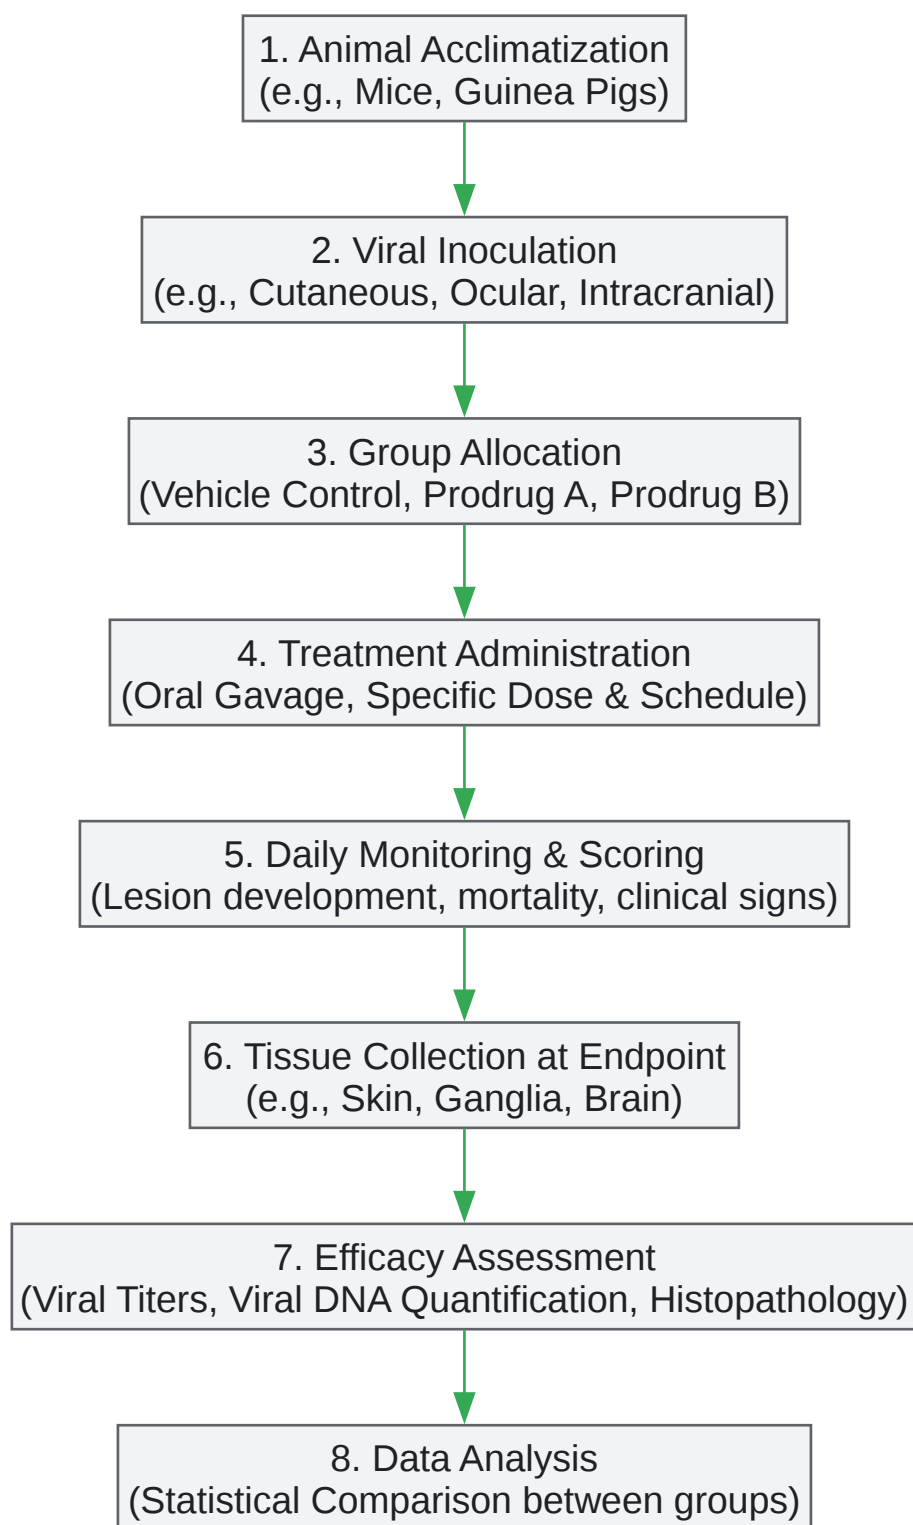 1. Animal Acclimatization
(e.g., Mice, Guinea Pigs)
2. Viral Inoculation
(e.g., Cutaneous, Ocular, Intracranial)
3. Group Allocation
(Vehicle Control, Prodrug A, Prodrug B)
4. Treatment Administration
(Oral Gavage, Specific Dose & Schedule)
5. Daily Monitoring & Scoring
(Lesion development, mortality, clinical signs)
6. Tissue Collection at Endpoint
(e.g., Skin, Ganglia, Brain)
7. Efficacy Assessment
(Viral Titers, Viral DNA Quantification, Histopathology)
8. Data Analysis
(Statistical Comparison between groups)